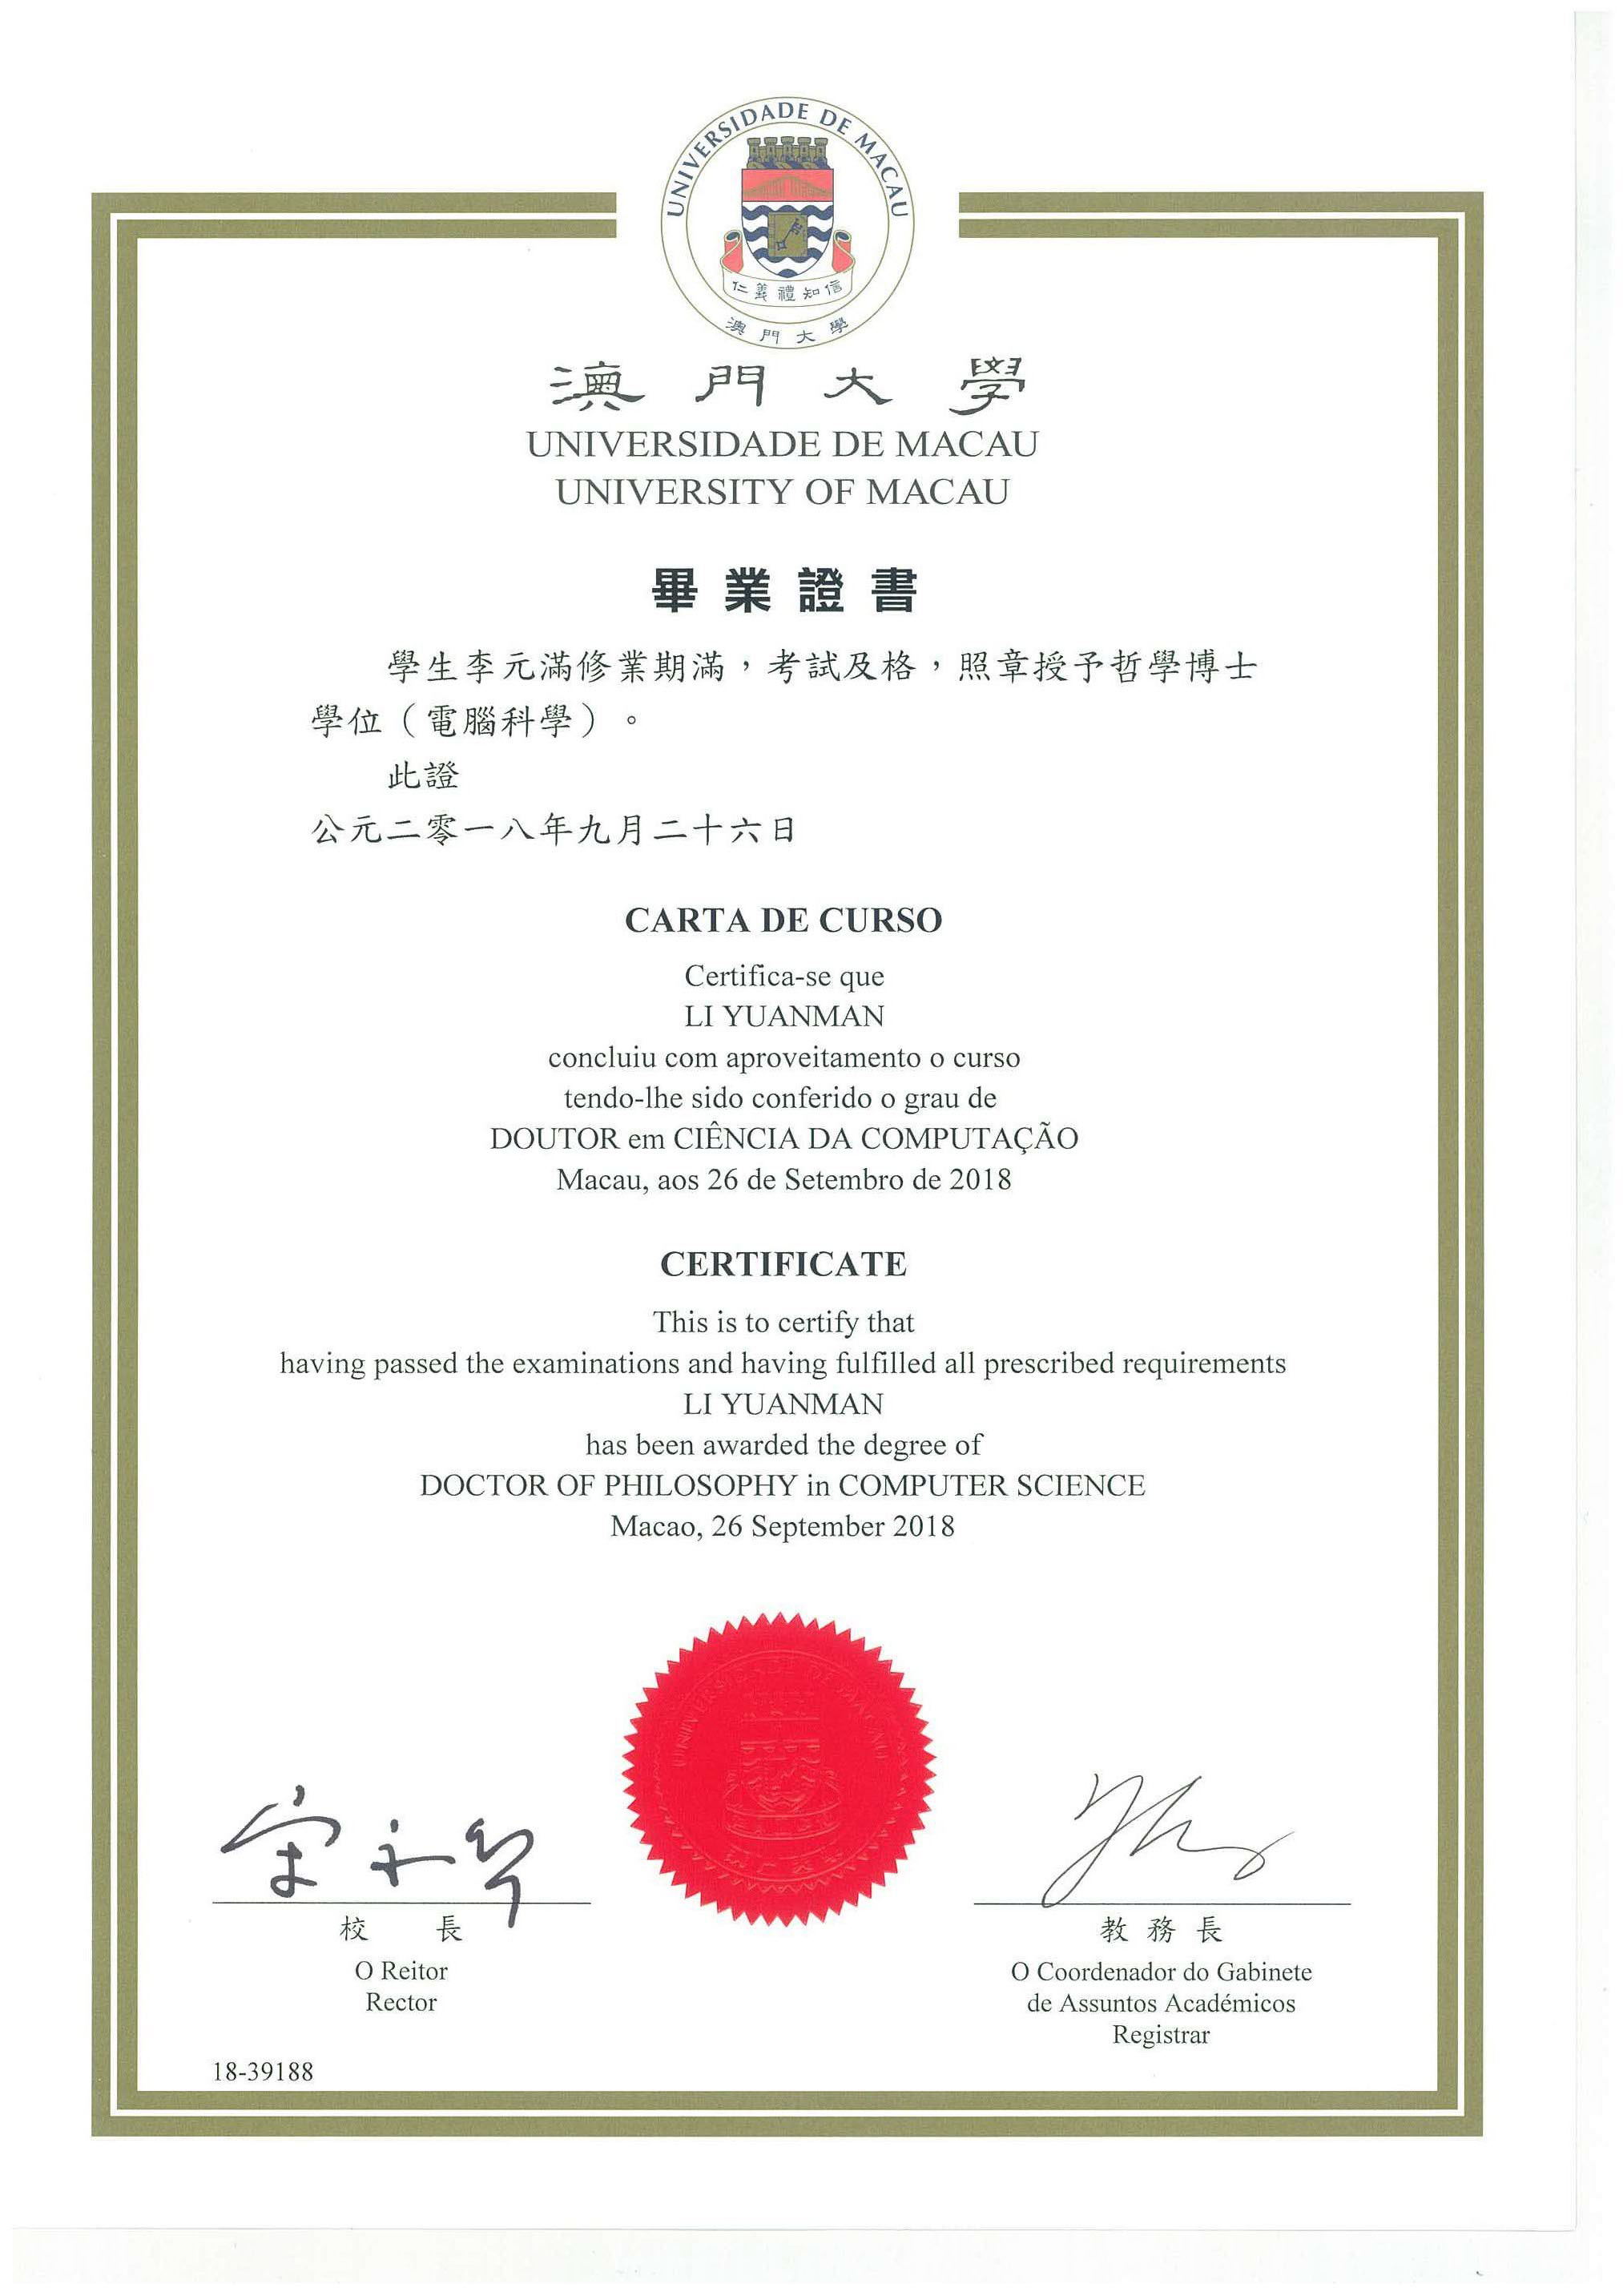 UNIVERSIDADE DE MACAU
仁義禮知信
澳門大學
澳門大學
UNIVERSIDADE DE MACAU
UNIVERSITY OF MACAU
畢業證書
學生李元滿修業期滿，考試及格，照章授予哲學博士
學位（電腦科學）。
此證
公元二零一八年九月二十六日
CARTA DE CURSO
Certifica-se que
LI YUANMAN
concluiu com aproveitamento o curso
tendo-lhe sido conferido o grau de
DOUTOR em CIÊNCIA DA COMPUTAÇÃO
Macau, aos 26 de Setembro de 2018
CERTIFICATE
This is to certify that
having passed the examinations and having fulfilled all prescribed requirements
LI YUANMAN
has been awarded the degree of
DOCTOR OF PHILOSOPHY in COMPUTER SCIENCE
Macao, 26 September 2018
UNIVERSIDADE DE MACAU
校長
O Reitor
Rector
教務長
O Coordenador do Gabinete
de Assuntos Académicos
Registrar
18-39188